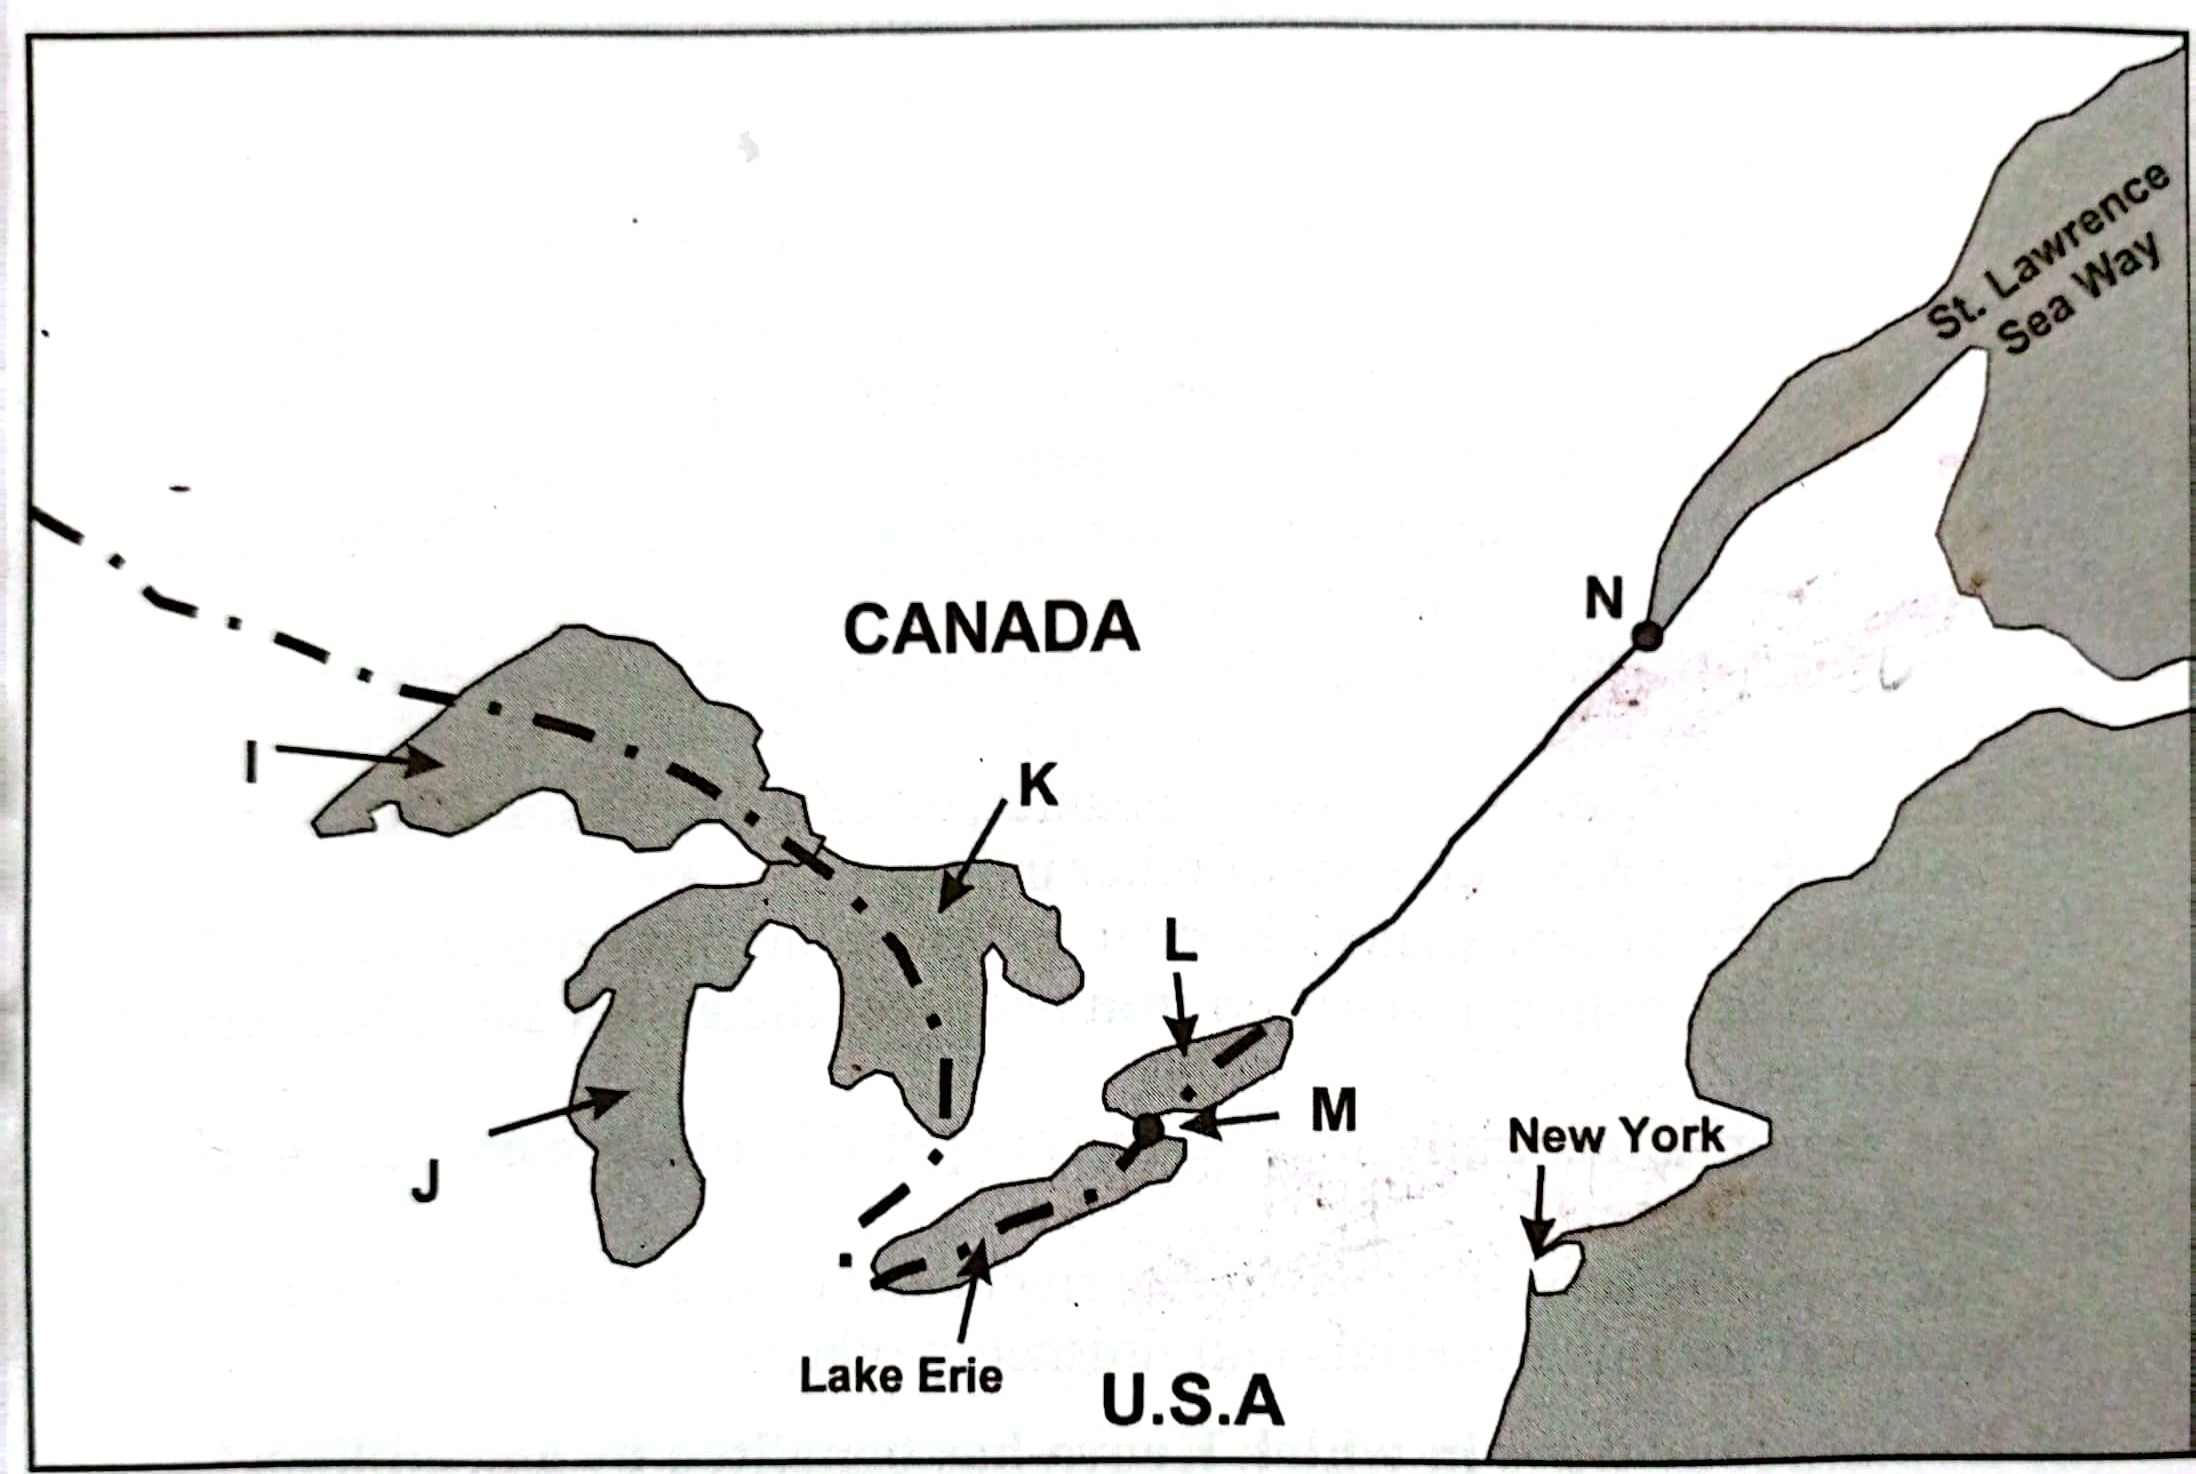 St. Lawrence
Sea Way
N
CANADA
I
K
L
M
New York
J
Lake Erie
U.S.A